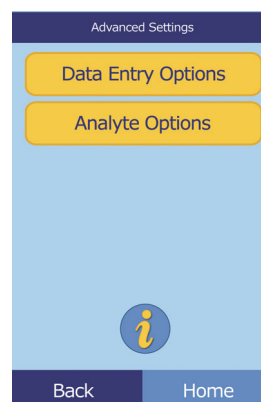 Advanced Settings
Data Entry Options
Analyte Options
i
Back Home